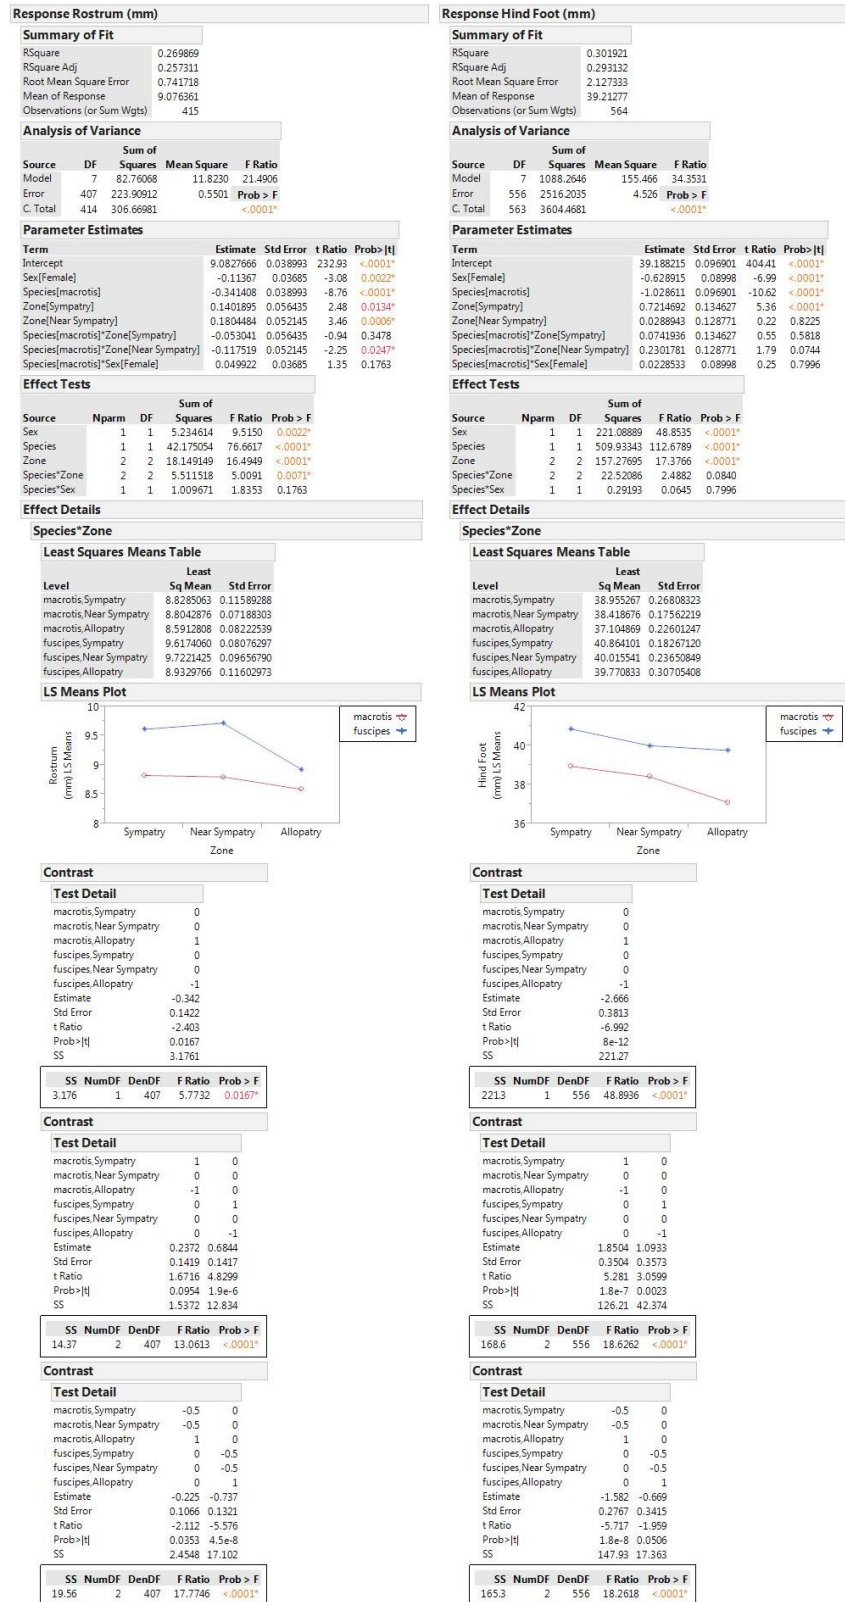 Response Rostrum (mm)
Summary of Fit
RSquare 0.269869
RSquare Adj 0.257311
Root Mean Square Error 0.741718
Mean of Response 9.076361
Observations (or Sum Wgts) 415
Analysis of Variance
Sum of
Source DF Squares Mean Square F Ratio
Model 7 82.76068 11.8230 21.4906
Error 407 223.90912 0.5501 Prob > F
C. Total 414 306.66981 <.0001*
Parameter Estimates
Term Estimate Std Error t Ratio Prob>|t|
Intercept 9.0827666 0.038993 232.93 <.0001*
Sex[Female] -0.11367 0.03685 -3.08 0.0022*
Species[macrotis] -0.341408 0.038993 -8.76 <.0001*
Zone[Sympatry] 0.1401895 0.056435 2.48 0.0134*
Zone[Near Sympatry] 0.1804484 0.052145 3.46 0.0006*
Species[macrotis]*Zone[Sympatry] -0.053041 0.056435 -0.94 0.3478
Species[macrotis]*Zone[Near Sympatry] -0.117519 0.052145 -2.25 0.0247*
Species[macrotis]*Sex[Female] 0.049922 0.03685 1.35 0.1763
Effect Tests
Sum of
Source Nparm DF Squares F Ratio Prob > F
Sex 1 1 5.234614 9.5150 0.0022*
Species 1 1 42.175054 76.6617 <.0001*
Zone 2 2 18.149149 16.4949 <.0001*
Species*Zone 2 2 5.511518 5.0091 0.0071*
Species*Sex 1 1 1.009671 1.8353 0.1763
Effect Details
Species*Zone
Least Squares Means Table
Least
Level Sq Mean Std Error
macrotis,Sympatry 8.8285063 0.11589288
macrotis,Near Sympatry 8.8042876 0.07188303
macrotis,Allopatry 8.5912808 0.08222539
fuscipes,Sympatry 9.6174060 0.08076297
fuscipes,Near Sympatry 9.7221425 0.09656790
fuscipes,Allopatry 8.9329766 0.11602973
LS Means Plot
10
9.5
9
8.5
8
Rostrum
(mm) LS Means
Sympatry Near Sympatry Allopatry
Zone
macrotis
fuscipes
Contrast
Test Detail
macrotis,Sympatry 0
macrotis,Near Sympatry 0
macrotis,Allopatry 1
fuscipes,Sympatry 0
fuscipes,Near Sympatry 0
fuscipes,Allopatry -1
Estimate -0.342
Std Error 0.1422
t Ratio -2.403
Prob>|t| 0.0167
SS 3.1761
SS NumDF DenDF F Ratio Prob > F
3.176 1 407 5.7732 0.0167*
Contrast
Test Detail
macrotis,Sympatry 1 0
macrotis,Near Sympatry 0 0
macrotis,Allopatry -1 0
fuscipes,Sympatry 0 1
fuscipes,Near Sympatry 0 0
fuscipes,Allopatry 0 -1
Estimate 0.2372 0.6844
Std Error 0.1419 0.1417
t Ratio 1.6716 4.8299
Prob>|t| 0.0954 1.9e-6
SS 1.5372 12.834
SS NumDF DenDF F Ratio Prob > F
14.37 2 407 13.0613 <.0001*
Contrast
Test Detail
macrotis,Sympatry -0.5 0
macrotis,Near Sympatry -0.5 0
macrotis,Allopatry 1 0
fuscipes,Sympatry 0 -0.5
fuscipes,Near Sympatry 0 -0.5
fuscipes,Allopatry 0 1
Estimate -0.225 -0.737
Std Error 0.1066 0.1321
t Ratio -2.112 -5.576
Prob>|t| 0.0353 4.5e-8
SS 2.4548 17.102
SS NumDF DenDF F Ratio Prob > F
19.56 2 407 17.7746 <.0001*
Response Hind Foot (mm)
Summary of Fit
RSquare 0.301921
RSquare Adj 0.293132
Root Mean Square Error 2.127333
Mean of Response 39.21277
Observations (or Sum Wgts) 564
Analysis of Variance
Sum of
Source DF Squares Mean Square F Ratio
Model 7 1088.2646 155.466 34.3531
Error 556 2516.2035 4.526 Prob > F
C. Total 563 3604.4681 <.0001*
Parameter Estimates
Term Estimate Std Error t Ratio Prob>|t|
Intercept 39.188215 0.096901 404.41 <.0001*
Sex[Female] -0.628915 0.08998 -6.99 <.0001*
Species[macrotis] -1.028611 0.096901 -10.62 <.0001*
Zone[Sympatry] 0.7214692 0.134627 5.36 <.0001*
Zone[Near Sympatry] 0.0288943 0.128771 0.22 0.8225
Species[macrotis]*Zone[Sympatry] 0.0741936 0.134627 0.55 0.5818
Species[macrotis]*Zone[Near Sympatry] 0.2301781 0.128771 1.79 0.0744
Species[macrotis]*Sex[Female] 0.0228533 0.08998 0.25 0.7996
Effect Tests
Sum of
Source Nparm DF Squares F Ratio Prob > F
Sex 1 1 221.08889 48.8535 <.0001*
Species 1 1 509.93343 112.6789 <.0001*
Zone 2 2 157.27695 17.3766 <.0001*
Species*Zone 2 2 22.52086 2.4882 0.0840
Species*Sex 1 1 0.29193 0.0645 0.7996
Effect Details
Species*Zone
Least Squares Means Table
Least
Level Sq Mean Std Error
macrotis,Sympatry 38.955267 0.26808323
macrotis,Near Sympatry 38.418676 0.17562219
macrotis,Allopatry 37.104869 0.22601247
fuscipes,Sympatry 40.864101 0.18267120
fuscipes,Near Sympatry 40.015541 0.23650849
fuscipes,Allopatry 39.770833 0.30705408
LS Means Plot
42
40
38
36
Hind Foot
(mm) LS Means
Sympatry Near Sympatry Allopatry
Zone
macrotis
fuscipes
Contrast
Test Detail
macrotis,Sympatry 0
macrotis,Near Sympatry 0
macrotis,Allopatry 1
fuscipes,Sympatry 0
fuscipes,Near Sympatry 0
fuscipes,Allopatry -1
Estimate -2.666
Std Error 0.3813
t Ratio -6.992
Prob>|t| 8e-12
SS 221.27
SS NumDF DenDF F Ratio Prob > F
221.3 1 556 48.8936 <.0001*
Contrast
Test Detail
macrotis,Sympatry 1 0
macrotis,Near Sympatry 0 0
macrotis,Allopatry -1 0
fuscipes,Sympatry 0 1
fuscipes,Near Sympatry 0 0
fuscipes,Allopatry 0 -1
Estimate 1.8504 1.0933
Std Error 0.3504 0.3573
t Ratio 5.281 3.0599
Prob>|t| 1.8e-7 0.0023
SS 126.21 42.374
SS NumDF DenDF F Ratio Prob > F
168.6 2 556 18.6262 <.0001*
Contrast
Test Detail
macrotis,Sympatry -0.5 0
macrotis,Near Sympatry -0.5 0
macrotis,Allopatry 1 0
fuscipes,Sympatry 0 -0.5
fuscipes,Near Sympatry 0 -0.5
fuscipes,Allopatry 0 1
Estimate -1.582 -0.669
Std Error 0.2767 0.3415
t Ratio -5.717 -1.959
Prob>|t| 1.8e-8 0.0506
SS 147.93 17.363
SS NumDF DenDF F Ratio Prob > F
165.3 2 556 18.2618 <.0001*